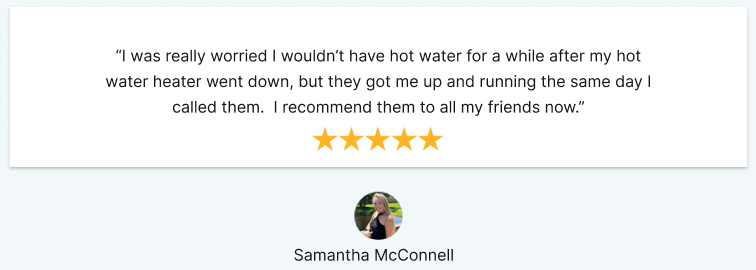 “I was really worried I wouldn’t have hot water for a while after my hot
water heater went down, but they got me up and running the same day I
called them.  I recommend them to all my friends now.”
Samantha McConnell